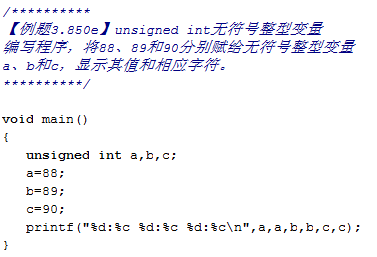 /**********
【例题3.850e】unsigned int无符号整型变量
编写程序，将88、89和90分别赋给无符号整型变量
a、b和c，显示其值和相应字符。
**********/
void main()
{
unsigned int a,b,c;
a=88;
b=89;
c=90;
printf("%d:%c %d:%c %d:%c\n",a,a,b,b,c,c);
}